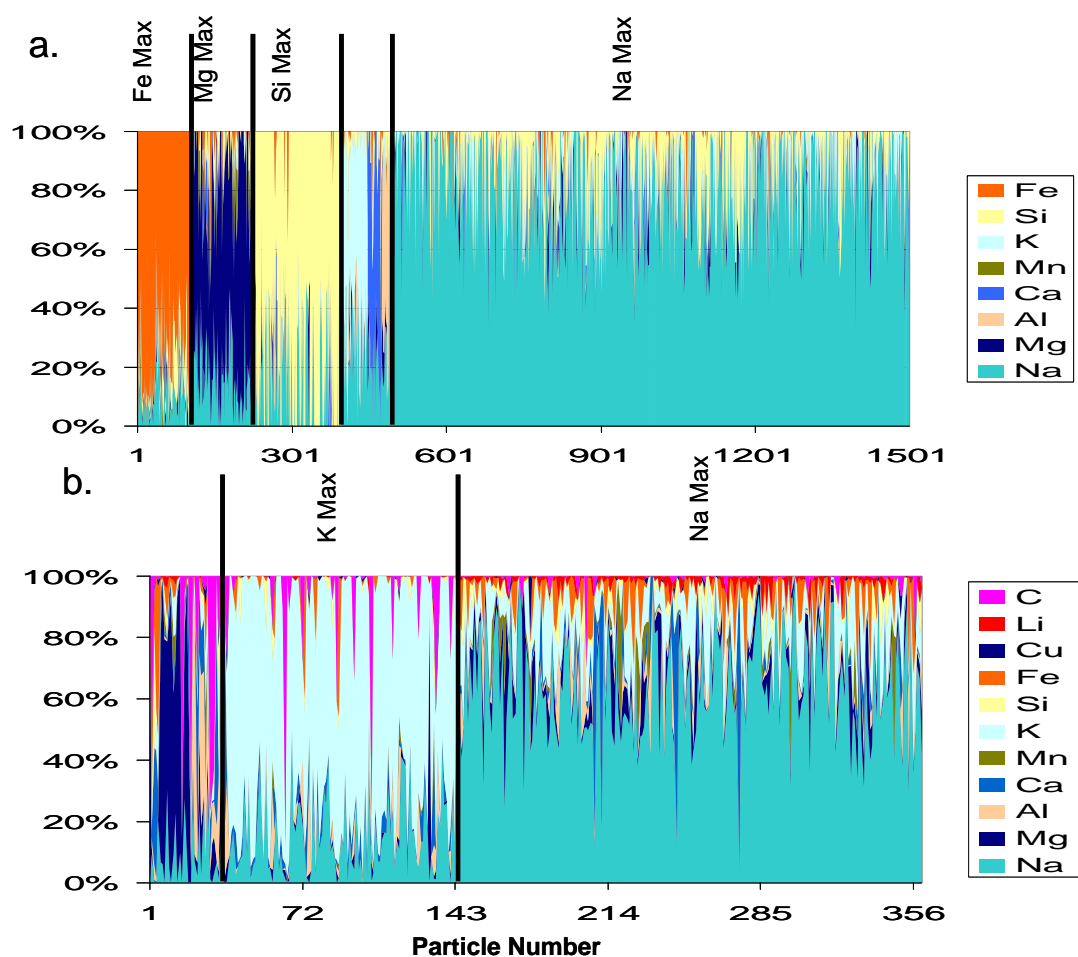 a.
Fe Max
Mg Max
Si Max
Na Max
100%
80%
60%
40%
20%
0%
1 301 601 901 1201 1501
Fe
Si
K
Mn
Ca
Al
Mg
Na
b.
K Max
Na Max
100%
80%
60%
40%
20%
0%
1 72 143 214 285 356
Particle Number
C
Li
Cu
Fe
Si
K
Mn
Ca
Al
Mg
Na